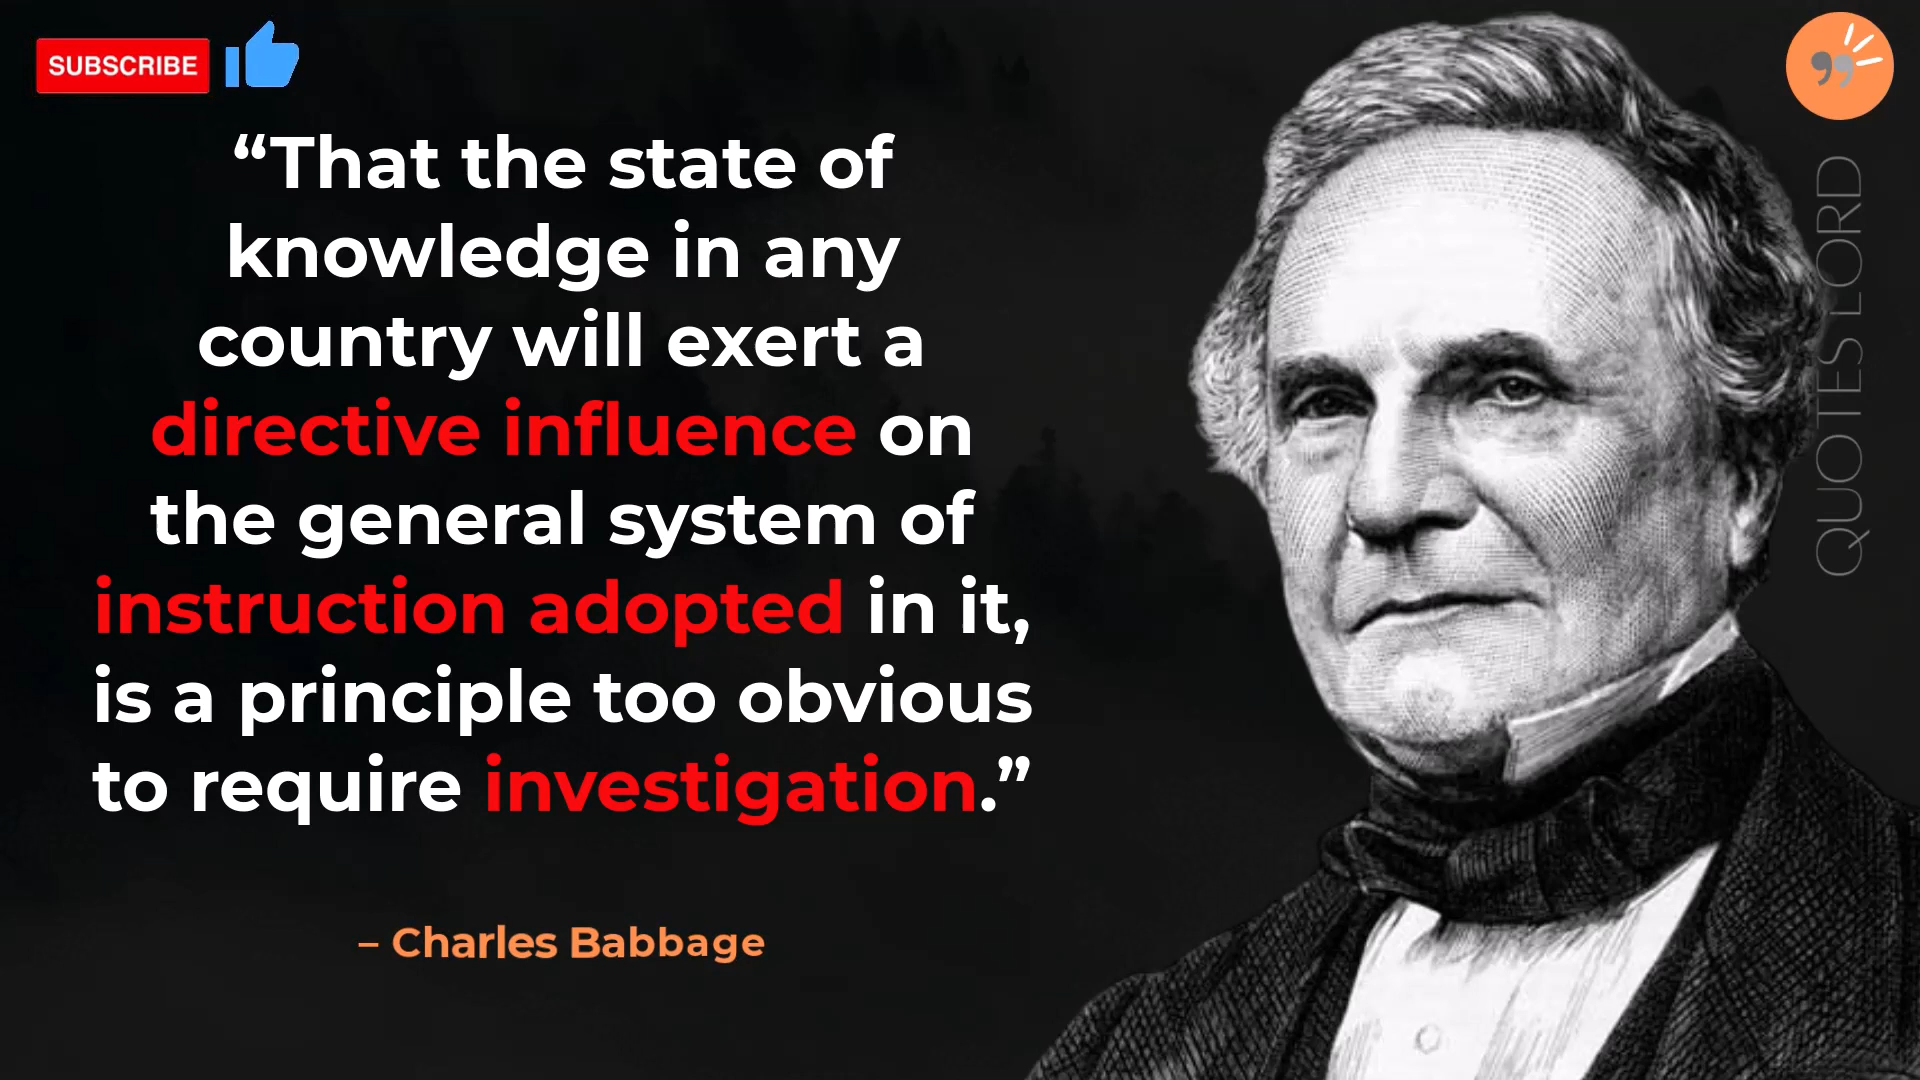 SUBSCRIBE
“That the state of
knowledge in any
country will exert a
directive influence on
the general system of
instruction adopted in it,
is a principle too obvious
to require investigation.”
– Charles Babbage
QUOTES LORD